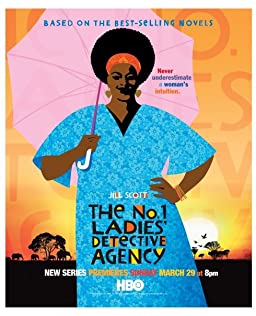 BASED ON THE BEST-SELLING NOVELS
Never
underestimate
a woman's
intuition.
JILL SCOTT
THE No.1
LADIES'
DETECTIVE
AGENCY
NEW SERIES PREMIERES SUNDAY MARCH 29 at 8pm
HBO